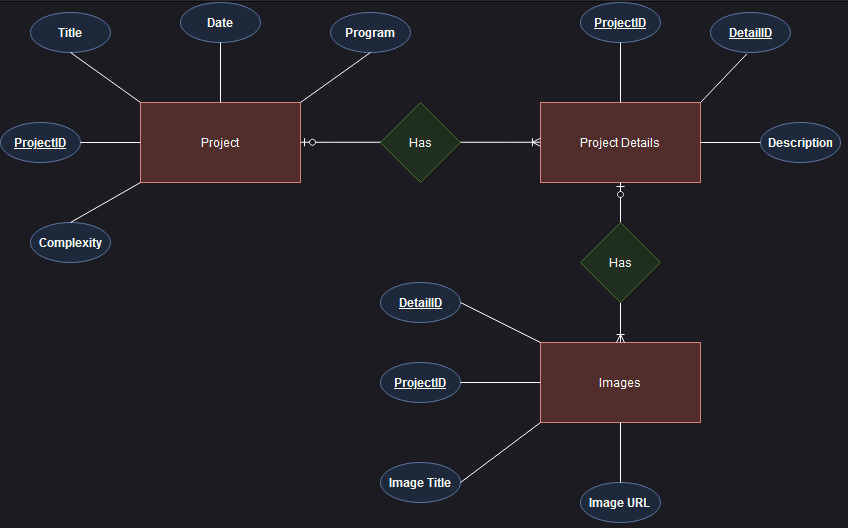 Title
Date
Program
ProjectID
DetailID
ProjectID
Project
Has
Project Details
Description
Complexity
Has
DetailID
ProjectID
Images
Image Title
Image URL